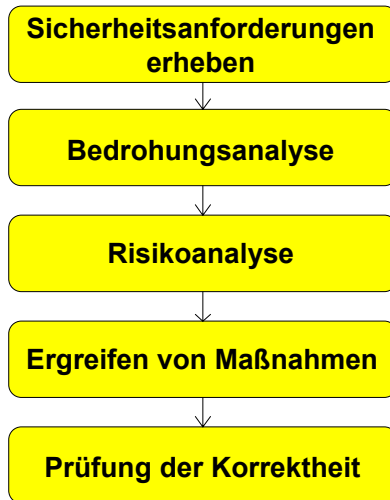 Sicherheitsanforderungen
erheben
Bedrohungsanalyse
Risikoanalyse
Ergreifen von Maßnahmen
Prüfung der Korrektheit